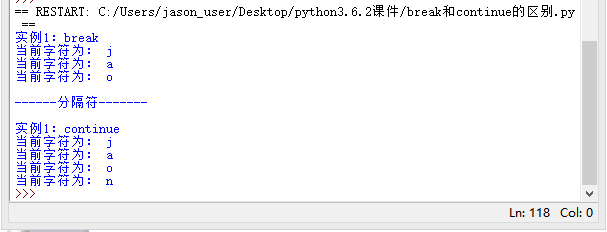 >>>
== RESTART: C:/Users/jason_user/Desktop/python3.6.2课件/break和continue的区别.py
==
实例1：break
当前字符为： j
当前字符为： a
当前字符为： o
------分隔符-------
实例1：continue
当前字符为： j
当前字符为： a
当前字符为： o
当前字符为： n
>>>
Ln: 118 Col: 0